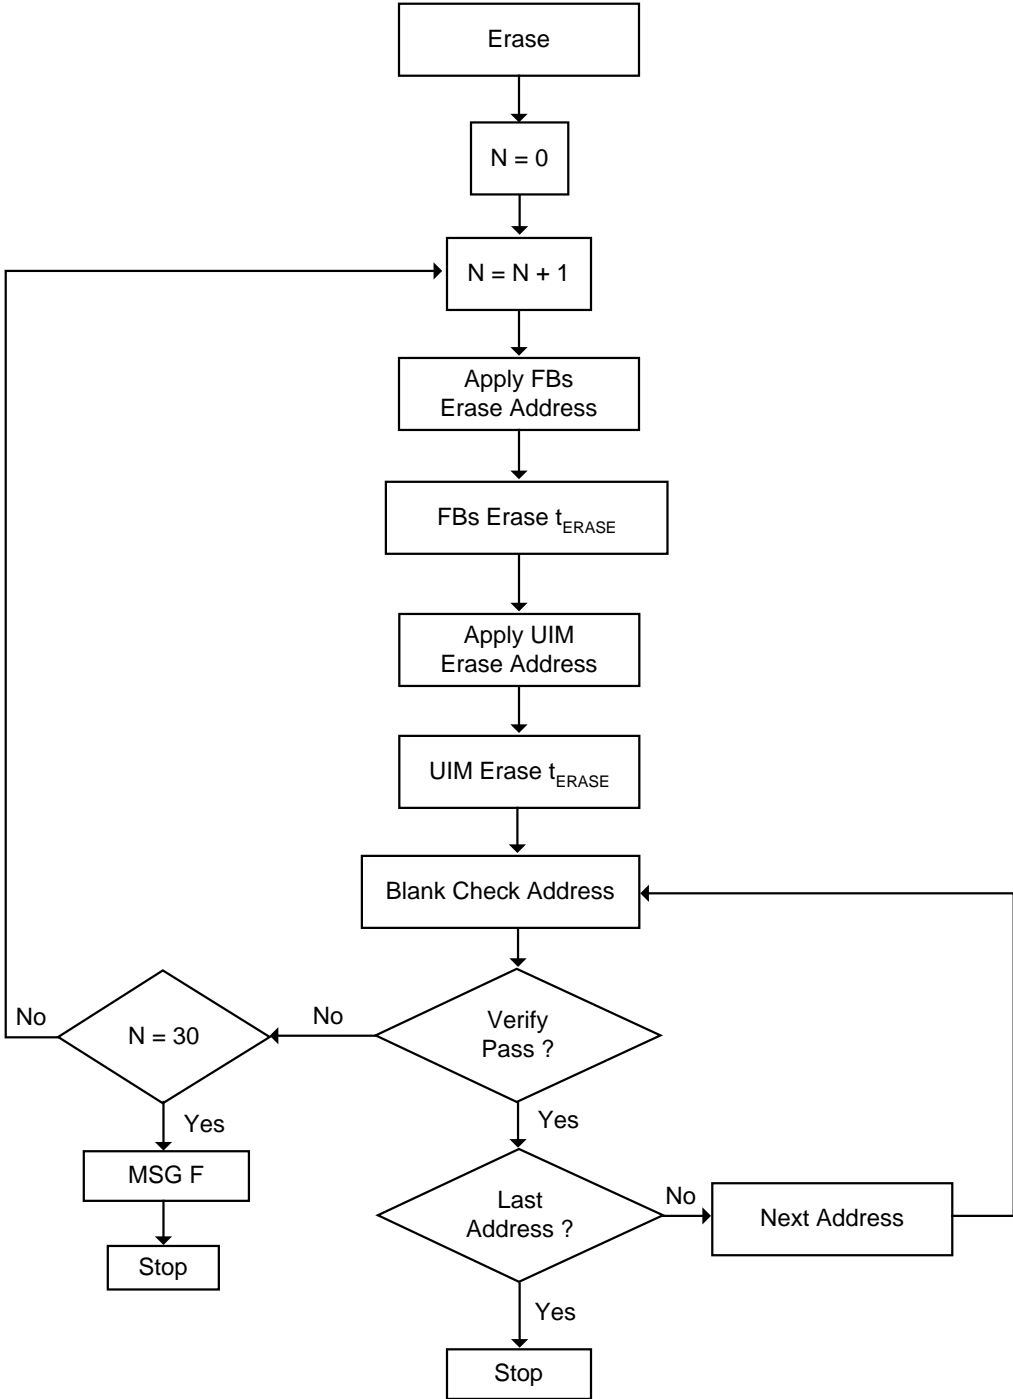 Erase
N = 0
N = N + 1
Apply FBs
Erase Address
FBs Erase tERASE
Apply UIM
Erase Address
UIM Erase tERASE
Blank Check Address
Verify
Pass ?
No
N = 30
No
Yes
MSG F
Stop
Yes
Last
Address ?
No
Next Address
Yes
Stop